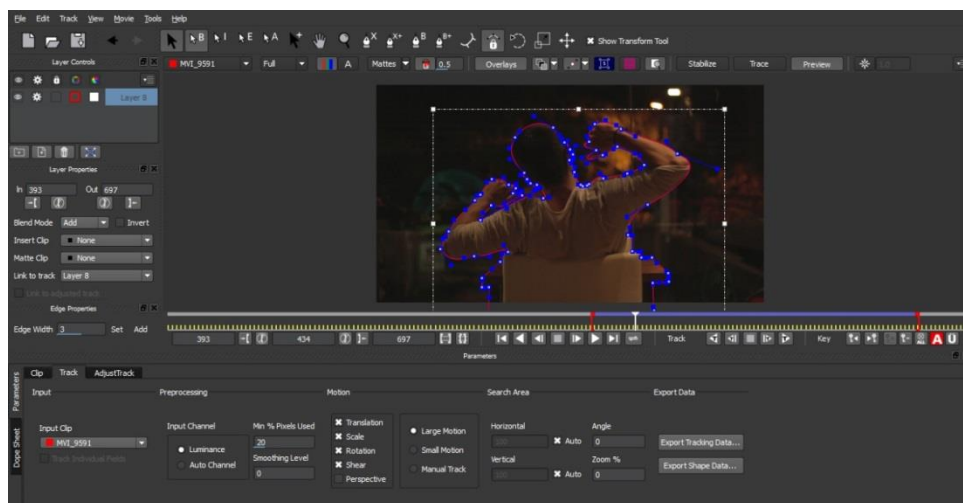 File Edit Track View Movie Tools Help
B I E A X X+ B B+ Show Transform Tool
Layer Controls
MVI_9591 Full A Mattes 0.5 Overlays Stabilize Trace Preview 1.0
Layer 8
Layer Properties
In 393 Out 697
Blend Mode Add Invert
Insert Clip None
Matte Clip None
Link to track Layer 8
Link to adjusted track
Edge Properties
Edge Width 3 Set Add
393 434 697 Track Key A U
Parameters
Parameters
Dope Sheet
Clip Track AdjustTrack
Input Preprocessing Motion Search Area Export Data
Input Clip
MVI_9591
Track Individual Points
Input Channel
Luminance
Auto Channel
Min % Pixels Used
20
Smoothing Level
0
Translation
Scale
Rotation
Shear
Perspective
Large Motion
Small Motion
Manual Track
Horizontal Angle
100 Auto 0
Vertical Zoom %
100 Auto 0
Export Tracking Data...
Export Shape Data...